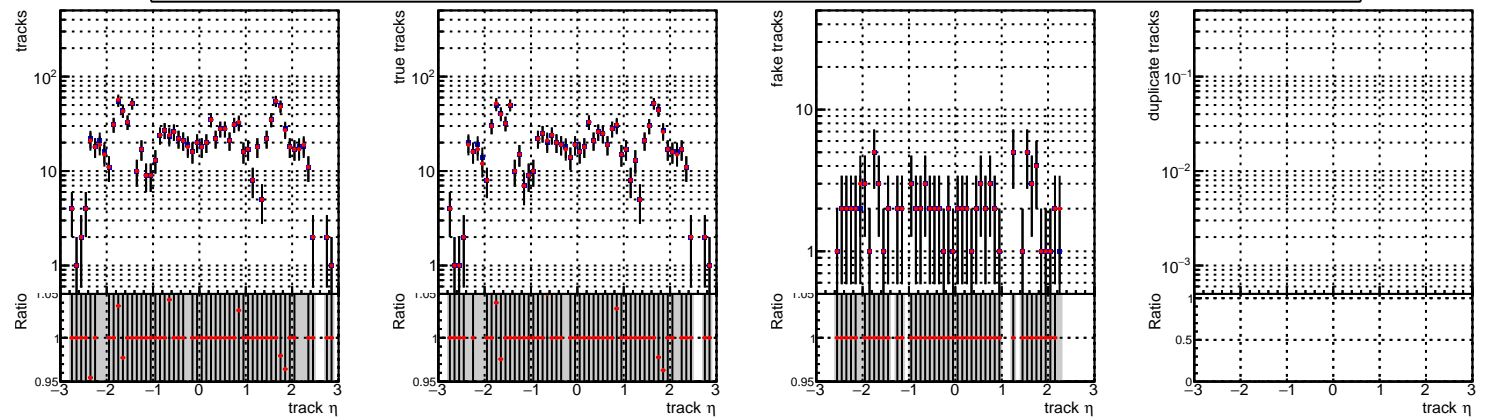 tracks
10²
10
1
Ratio
1.05
1
0.95
−3 −2 −1 0 1 2 3
track η
true tracks
10²
10
1
Ratio
1.05
1
0.95
−3 −2 −1 0 1 2 3
track η
fake tracks
10
1
Ratio
1.05
1
0.95
−3 −2 −1 0 1 2 3
track η
duplicate tracks
10⁻¹
10⁻²
10⁻³
Ratio
1
0.5
0
−3 −2 −1 0 1 2 3
track η